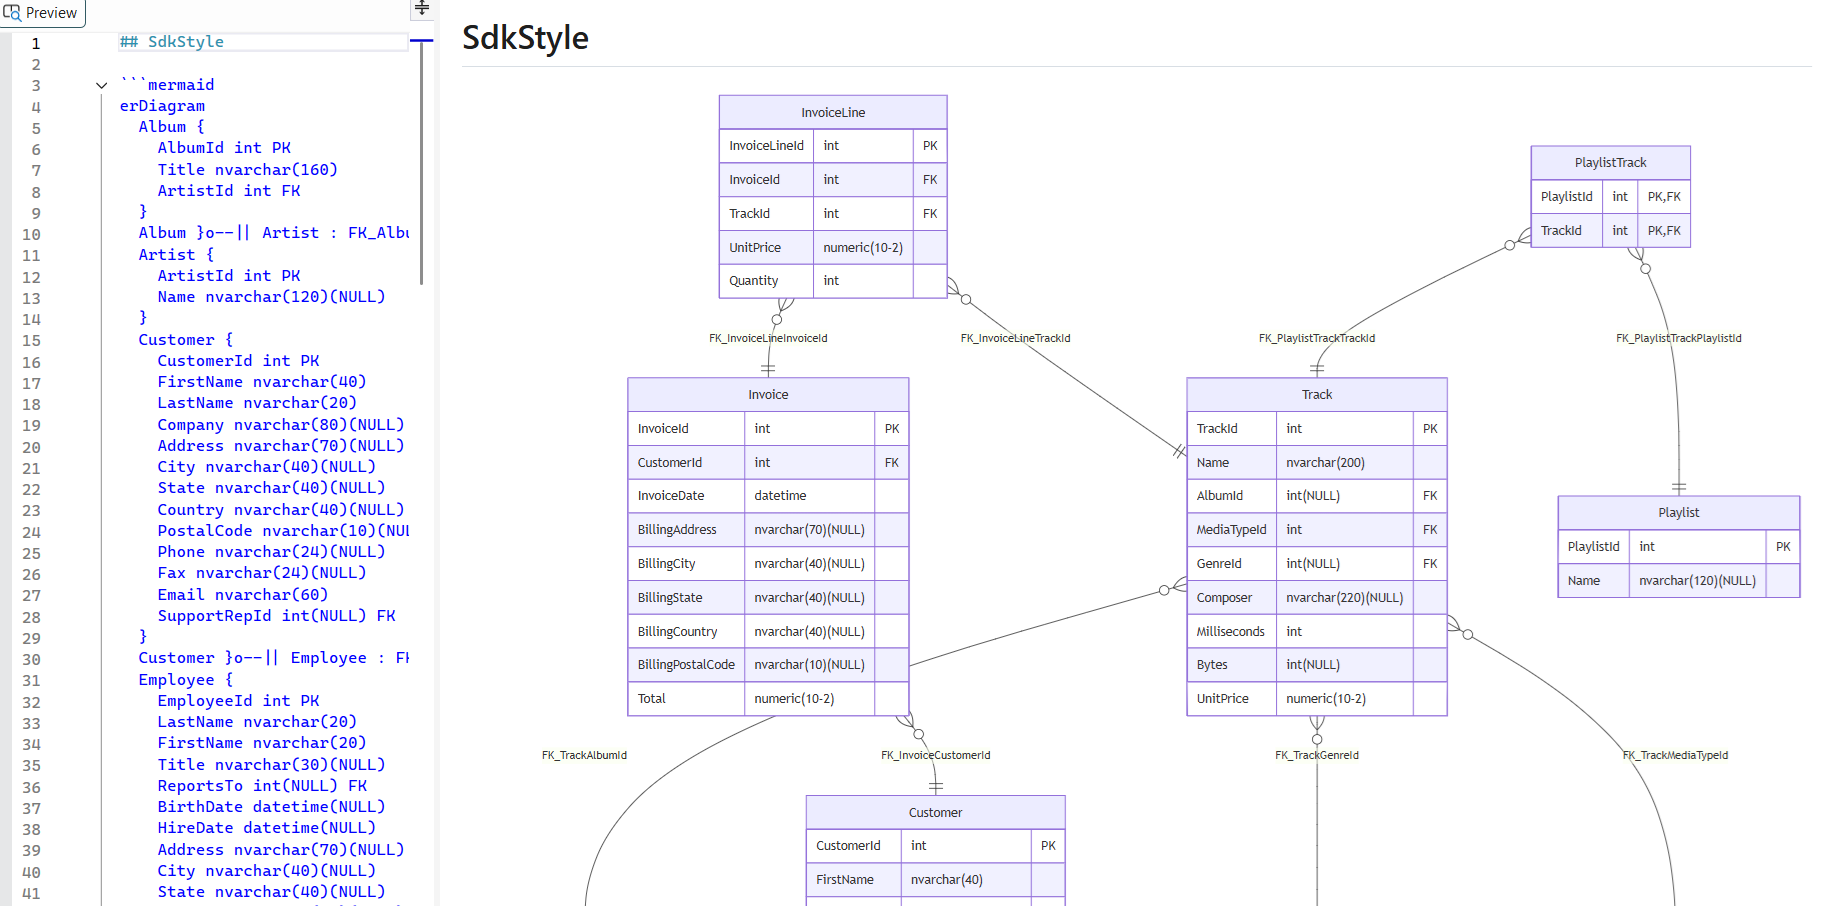 Preview
1 ## SdkStyle
2
3 ```mermaid
4 erDiagram
5 Album {
6 AlbumId int PK
7 Title nvarchar(160)
8 ArtistId int FK
9 }
10 Album }o--|| Artist : FK_Albu
11 Artist {
12 ArtistId int PK
13 Name nvarchar(120)(NULL)
14 }
15 Customer {
16 CustomerId int PK
17 FirstName nvarchar(40)
18 LastName nvarchar(20)
19 Company nvarchar(80)(NULL)
20 Address nvarchar(70)(NULL)
21 City nvarchar(40)(NULL)
22 State nvarchar(40)(NULL)
23 Country nvarchar(40)(NULL)
24 PostalCode nvarchar(10)(NUL
25 Phone nvarchar(24)(NULL)
26 Fax nvarchar(24)(NULL)
27 Email nvarchar(60)
28 SupportRepId int(NULL) FK
29 }
30 Customer }o--|| Employee : FK
31 Employee {
32 EmployeeId int PK
33 LastName nvarchar(20)
34 FirstName nvarchar(20)
35 Title nvarchar(30)(NULL)
36 ReportsTo int(NULL) FK
37 BirthDate datetime(NULL)
38 HireDate datetime(NULL)
39 Address nvarchar(70)(NULL)
40 City nvarchar(40)(NULL)
41 State nvarchar(40)(NULL)
SdkStyle
InvoiceLine
InvoiceLineId int PK
InvoiceId int FK
TrackId int FK
UnitPrice numeric(10-2)
Quantity int
PlaylistTrack
PlaylistId int PK,FK
TrackId int PK,FK
FK_InvoiceLineInvoiceId
FK_InvoiceLineTrackId
FK_PlaylistTrackTrackId
FK_PlaylistTrackPlaylistId
Invoice
InvoiceId int PK
CustomerId int FK
InvoiceDate datetime
BillingAddress nvarchar(70)(NULL)
BillingCity nvarchar(40)(NULL)
BillingState nvarchar(40)(NULL)
BillingCountry nvarchar(40)(NULL)
BillingPostalCode nvarchar(10)(NULL)
Total numeric(10-2)
Track
TrackId int PK
Name nvarchar(200)
AlbumId int(NULL) FK
MediaTypeId int FK
GenreId int(NULL) FK
Composer nvarchar(220)(NULL)
Milliseconds int
Bytes int(NULL)
UnitPrice numeric(10-2)
Playlist
PlaylistId int PK
Name nvarchar(120)(NULL)
FK_TrackAlbumId
FK_InvoiceCustomerId
FK_TrackGenreId
FK_TrackMediaTypeId
Customer
CustomerId int PK
FirstName nvarchar(40)